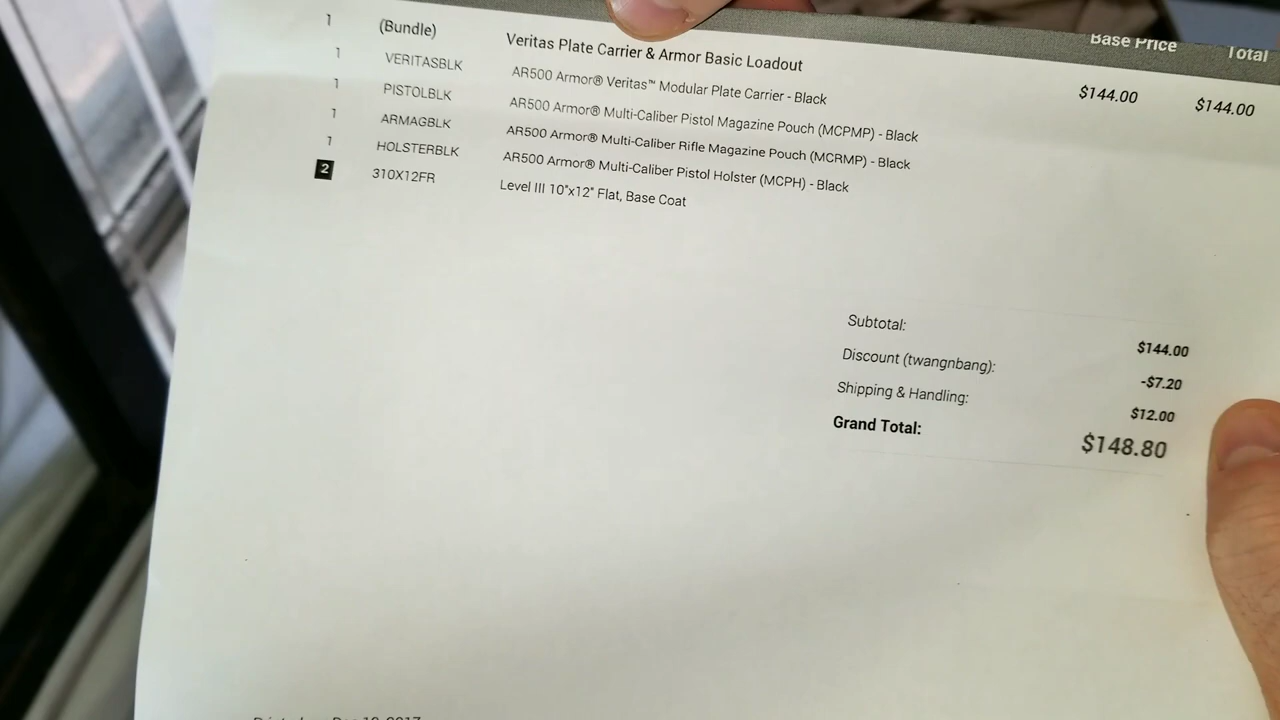 Base Price Total
1 (Bundle) Veritas Plate Carrier & Armor Basic Loadout $144.00 $144.00
1 VERITASBLK AR500 Armor® Veritas™ Modular Plate Carrier - Black
1 PISTOLBLK AR500 Armor® Multi-Caliber Pistol Magazine Pouch (MCPMP) - Black
1 ARMAGBLK AR500 Armor® Multi-Caliber Rifle Magazine Pouch (MCRMP) - Black
1 HOLSTERBLK AR500 Armor® Multi-Caliber Pistol Holster (MCPH) - Black
2 310X12FR Level III 10"x12" Flat, Base Coat
Subtotal: $144.00
Discount (twangnbang): -$7.20
Shipping & Handling: $12.00
Grand Total: $148.80